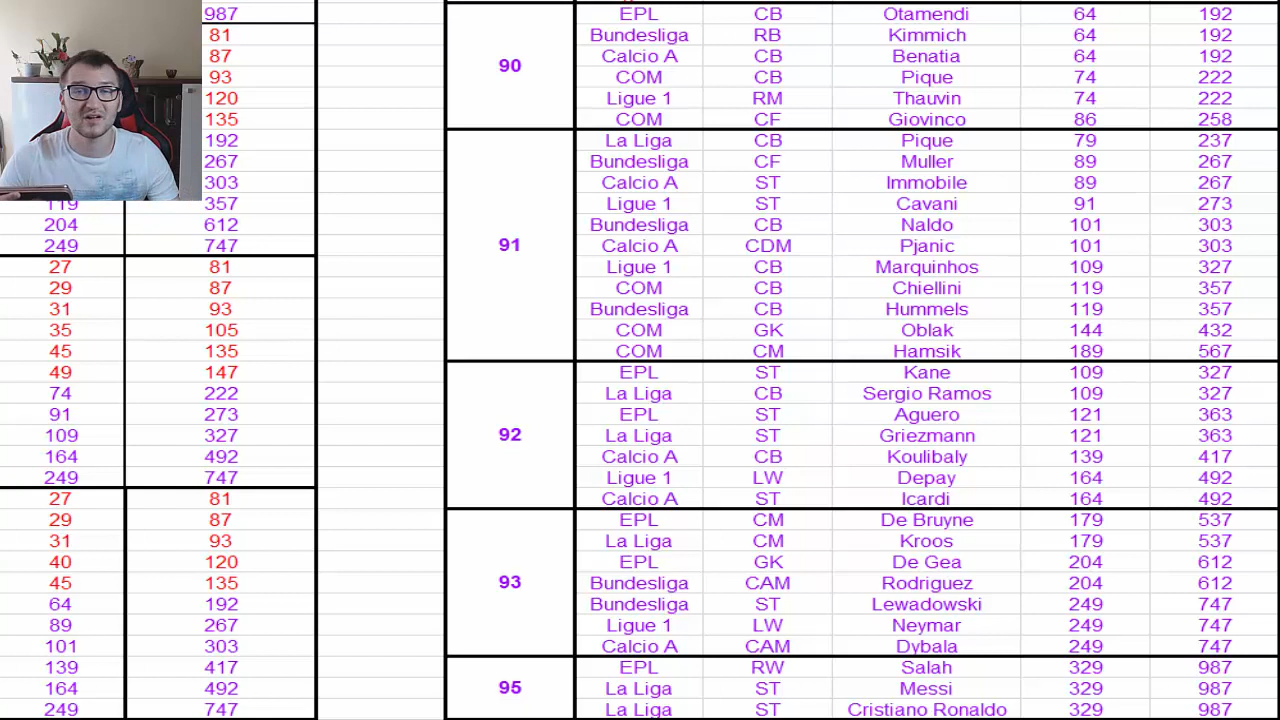 987
81
87
93
120
135
192
267
303
119 357
204 612
249 747
27 81
29 87
31 93
35 105
45 135
49 147
74 222
91 273
109 327
164 492
249 747
27 81
29 87
31 93
40 120
45 135
64 192
89 267
101 303
139 417
164 492
249 747
90
EPL CB Otamendi 64 192
Bundesliga RB Kimmich 64 192
Calcio A CB Benatia 64 192
COM CB Pique 74 222
Ligue 1 RM Thauvin 74 222
COM CF Giovinco 86 258
91
La Liga CB Pique 79 237
Bundesliga CF Muller 89 267
Calcio A ST Immobile 89 267
Ligue 1 ST Cavani 91 273
Bundesliga CB Naldo 101 303
Calcio A CDM Pjanic 101 303
Ligue 1 CB Marquinhos 109 327
COM CB Chiellini 119 357
Bundesliga CB Hummels 119 357
COM GK Oblak 144 432
COM CM Hamsik 189 567
92
EPL ST Kane 109 327
La Liga CB Sergio Ramos 109 327
EPL ST Aguero 121 363
La Liga ST Griezmann 121 363
Calcio A CB Koulibaly 139 417
Ligue 1 LW Depay 164 492
Calcio A ST Icardi 164 492
93
EPL CM De Bruyne 179 537
La Liga CM Kroos 179 537
EPL GK De Gea 204 612
Bundesliga CAM Rodriguez 204 612
Bundesliga ST Lewadowski 249 747
Ligue 1 LW Neymar 249 747
Calcio A CAM Dybala 249 747
95
EPL RW Salah 329 987
La Liga ST Messi 329 987
La Liga ST Cristiano Ronaldo 329 987